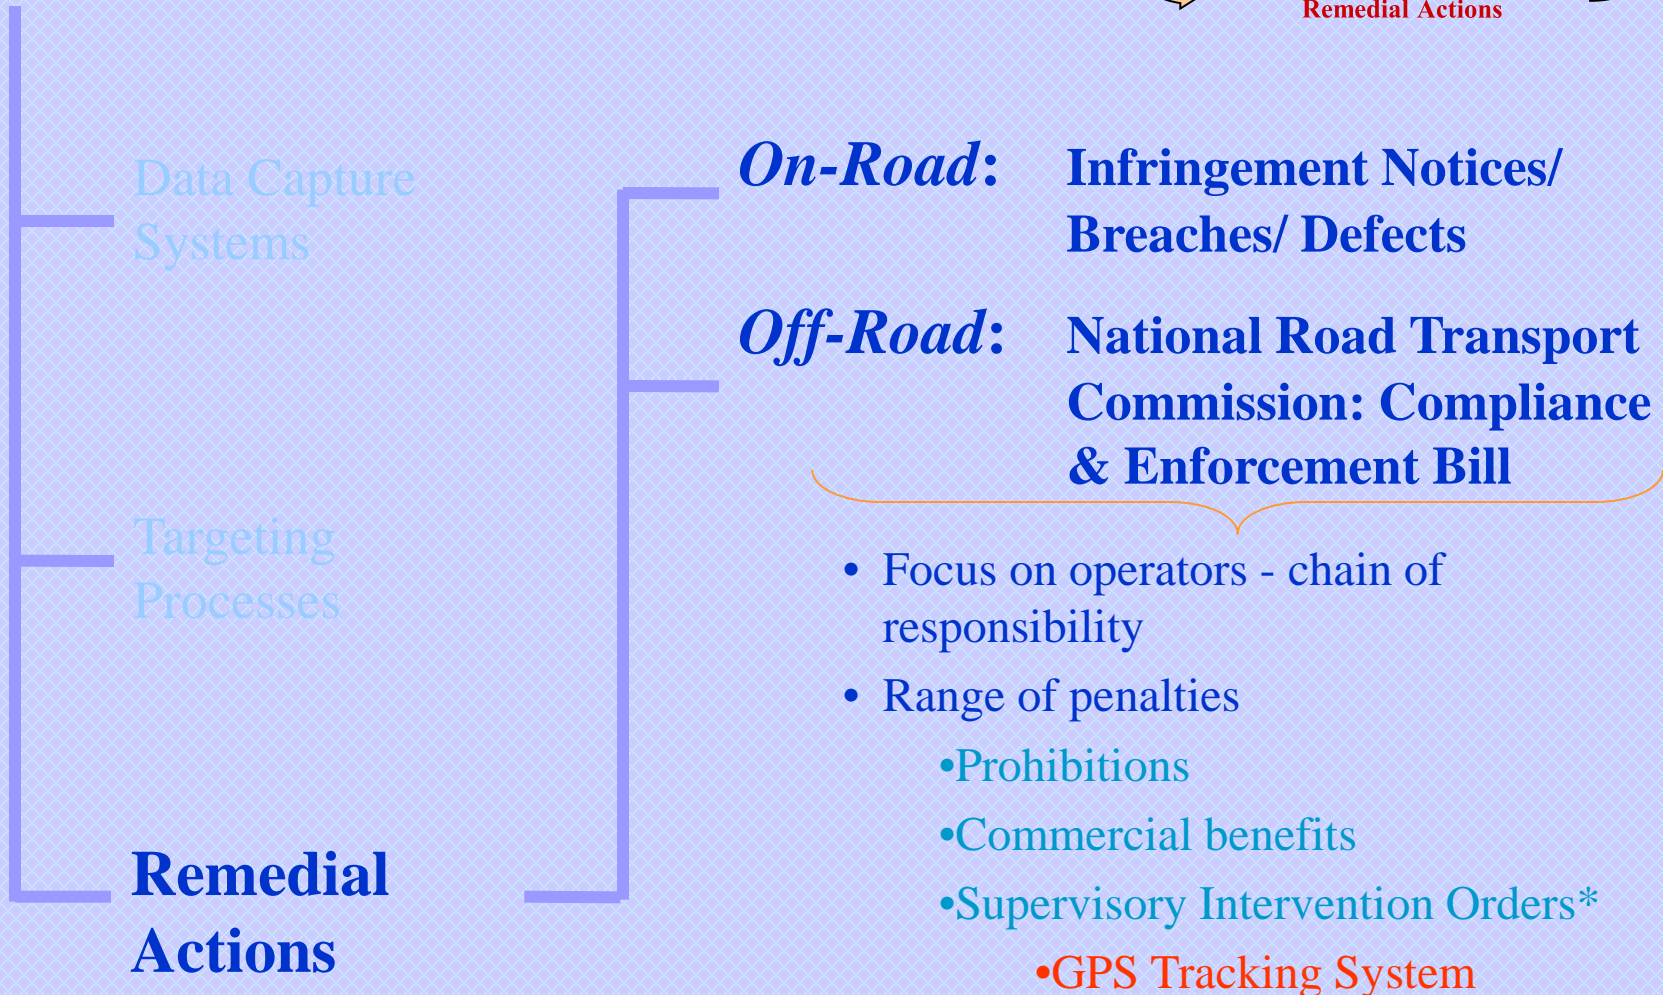 Remedial Actions
Data Capture
Systems
Targeting
Processes
Remedial
Actions
On-Road: Infringement Notices/
Breaches/ Defects
Off-Road: National Road Transport
Commission: Compliance
& Enforcement Bill
• Focus on operators - chain of
responsibility
• Range of penalties
•Prohibitions
•Commercial benefits
•Supervisory Intervention Orders*
•GPS Tracking System